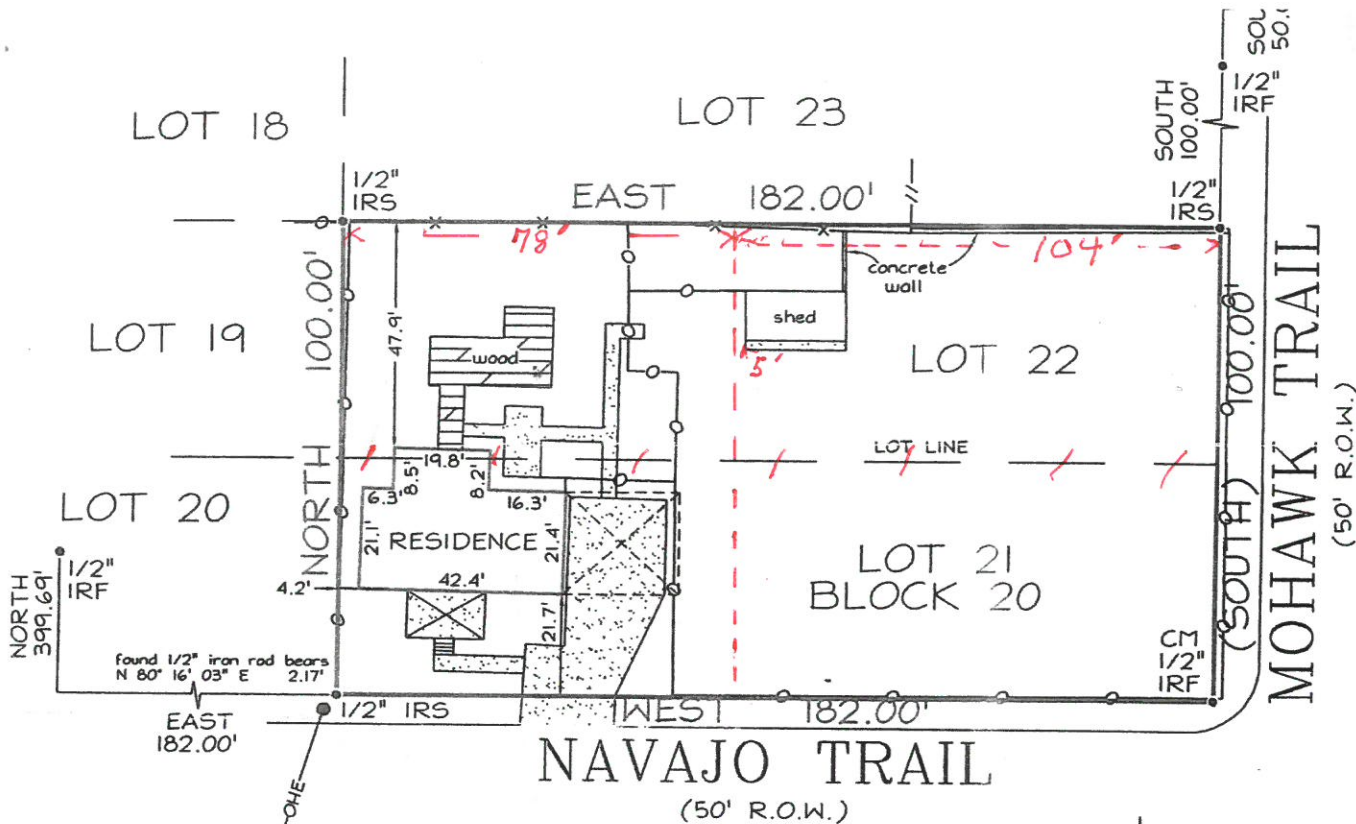 SOU
50.0
LOT 18
LOT 23
1/2"
IRF
SOUTH
100.00'
1/2"
IRS
EAST 182.00'
1/2"
IRS
78'
104'
concrete
wall
100.00'
47.9'
LOT 19
wood
shed
5'
LOT 22
100.00'
MOHAWK TRAIL
(50' R.O.W.)
LOT LINE
19.8'
8.5'
8.2'
6.3'
16.3'
NORTH
LOT 20
21.1'
RESIDENCE
21.4'
LOT 21
BLOCK 20
(SOUTH)
1/2"
IRF
NORTH
399.69'
4.2'
42.4'
21.7'
CM
1/2"
IRF
found 1/2" iron rod bears
N 80° 16' 03" E 2.17'
EAST
182.00'
1/2" IRS
WEST 182.00'
NAVAJO TRAIL
(50' R.O.W.)
OHE